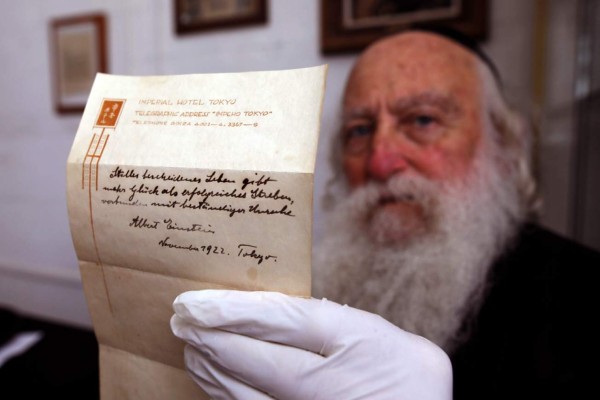 IMPERIAL HOTEL TOKYO
TELEGRAPHIC ADDRESS "IMPEHO TOKYO"
Stilles bescheidenes Leben gibt
mehr Glück als erfolgreiches Streben,
verbunden mit beständiger Unruhe
Albert Einstein
November 1922. Tokyo.